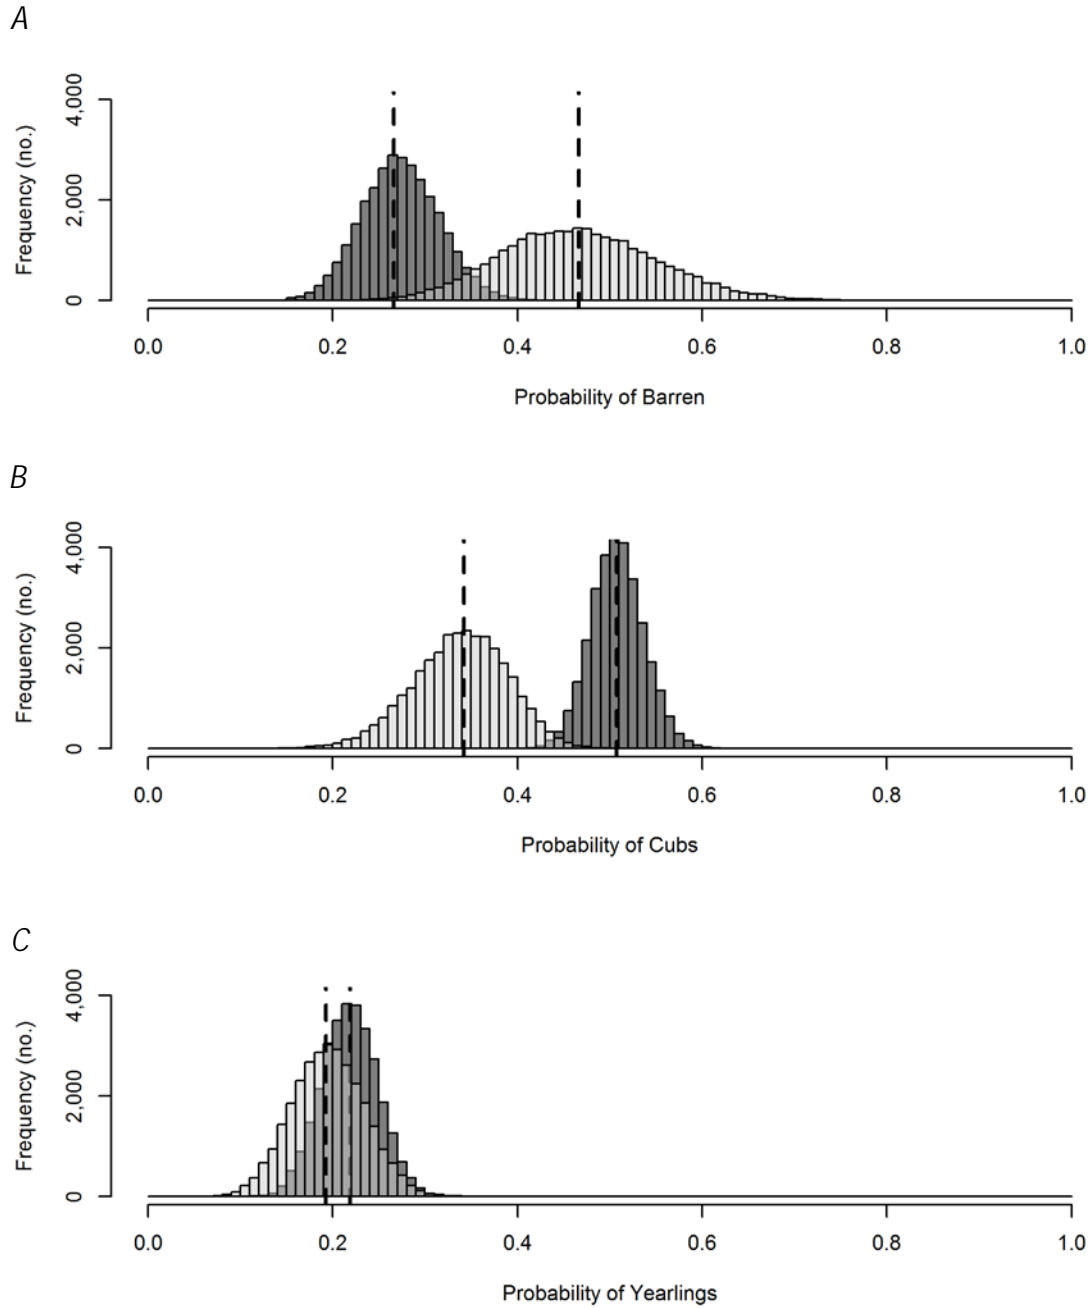 A
Frequency (no.)
4,000
2,000
0
0.0 0.2 0.4 0.6 0.8 1.0
Probability of Barren
B
Frequency (no.)
4,000
2,000
0
0.0 0.2 0.4 0.6 0.8 1.0
Probability of Cubs
C
Frequency (no.)
4,000
2,000
0
0.0 0.2 0.4 0.6 0.8 1.0
Probability of Yearlings